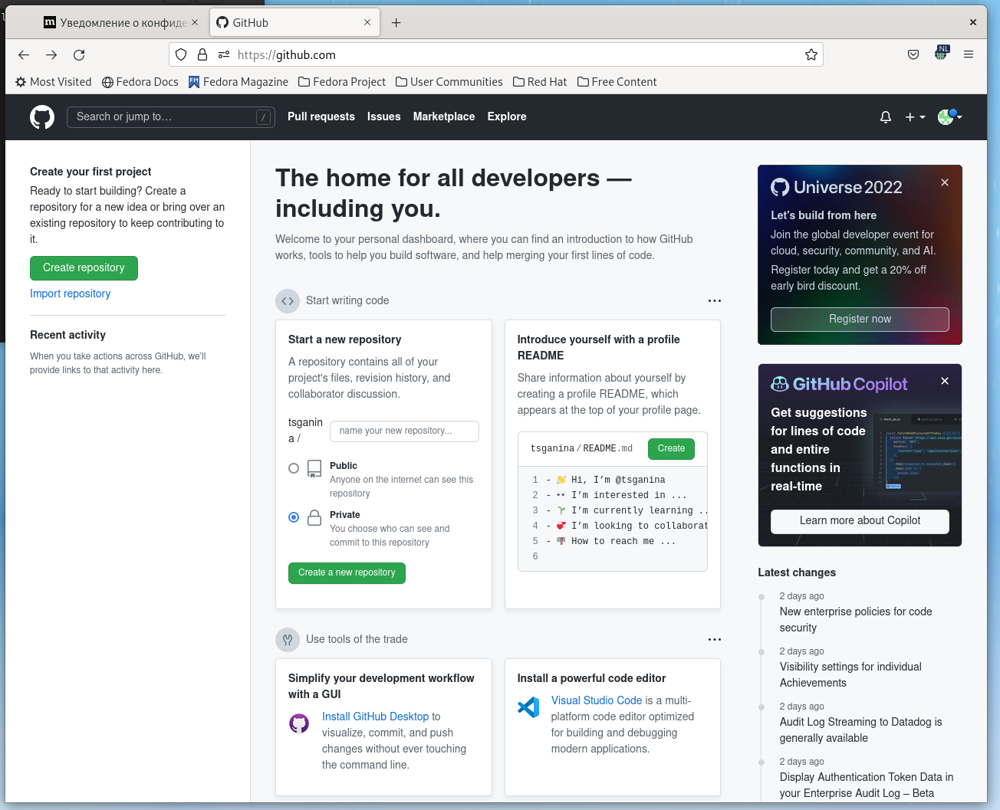 Уведомление о конфиде
GitHub
NL
https://github.com
Most Visited
Fedora Docs
Fedora Magazine
Fedora Project
User Communities
Red Hat
Free Content
Search or jump to…
/
Pull requests
Issues
Marketplace
Explore
Create your first project
Ready to start building? Create a
repository for a new idea or bring over an
existing repository to keep contributing to
it.
Create repository
Import repository
Recent activity
When you take actions across GitHub, we'll
provide links to that activity here.
The home for all developers —
including you.
Welcome to your personal dashboard, where you can find an introduction to how GitHub
works, tools to help you build software, and help merging your first lines of code.
Start writing code
Start a new repository
A repository contains all of your
project's files, revision history, and
collaborator discussion.
tsganin
a /
name your new repository...
Public
Anyone on the internet can see this
repository
Private
You choose who can see and
commit to this repository
Create a new repository
Introduce yourself with a profile
README
Share information about yourself by
creating a profile README, which
appears at the top of your profile page.
tsganina / README.md
Create
1 - 👋 Hi, I'm @tsganina
2 - 👀 I'm interested in ...
3 - 🌱 I'm currently learning ..
4 - 💞️ I'm looking to collaborat
5 - 📫 How to reach me ...
6
Use tools of the trade
Simplify your development workflow
with a GUI
Install GitHub Desktop to
visualize, commit, and push
changes without ever touching
the command line.
Install a powerful code editor
Visual Studio Code is a multi-
platform code editor optimized
for building and debugging
modern applications.
Universe 2022
Let's build from here
Join the global developer event for
cloud, security, community, and AI.
Register today and get a 20% off
early bird discount.
Register now
GitHub Copilot
Get suggestions
for lines of code
and entire
functions in
real-time
Learn more about Copilot
Latest changes
2 days ago
New enterprise policies for code
security
2 days ago
Visibility settings for individual
Achievements
2 days ago
Audit Log Streaming to Datadog is
generally available
2 days ago
Display Authentication Token Data in
your Enterprise Audit Log – Beta